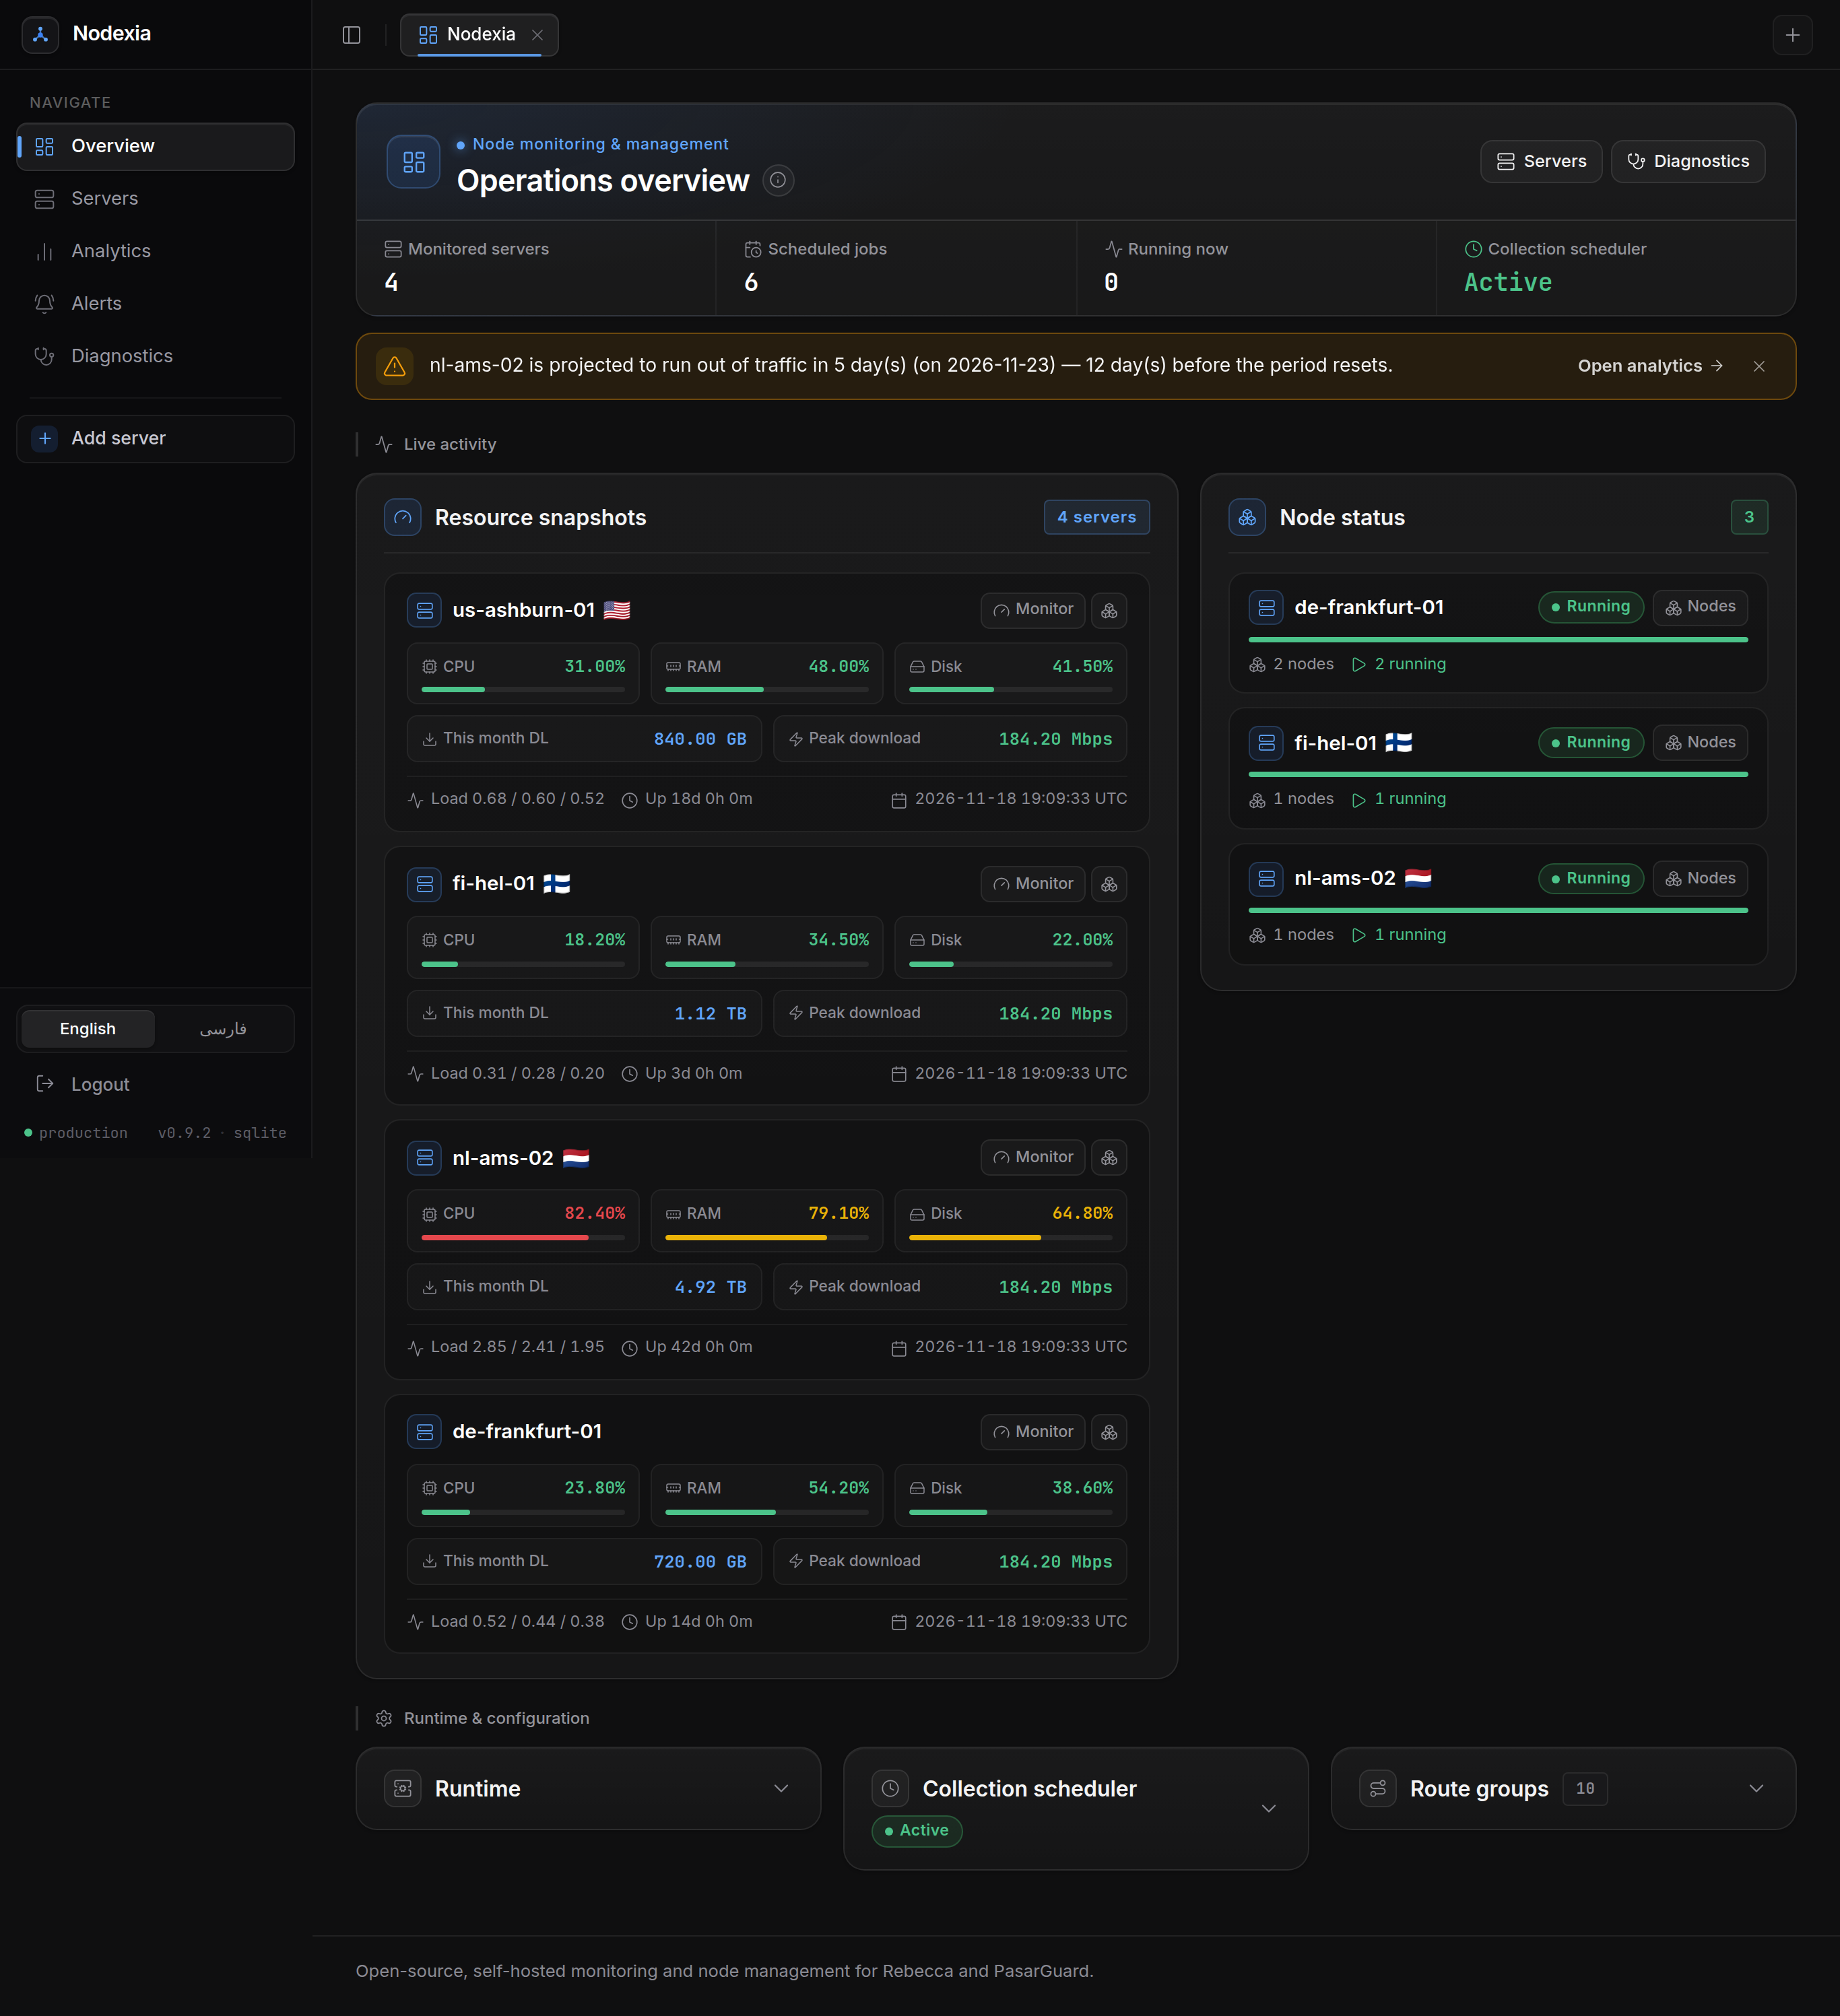 Nodexia
NAVIGATE
Overview
Servers
Analytics
Alerts
Diagnostics
Add server
English فارسی
Logout
production v0.9.2 · sqlite
Nodexia
Node monitoring & management
Operations overview
Servers Diagnostics
Monitored servers
4
Scheduled jobs
6
Running now
0
Collection scheduler
Active
nl-ams-02 is projected to run out of traffic in 5 day(s) (on 2026-11-23) — 12 day(s) before the period resets. Open analytics →
Live activity
Resource snapshots 4 servers
us-ashburn-01 Monitor
CPU 31.00% RAM 48.00% Disk 41.50%
This month DL 840.00 GB Peak download 184.20 Mbps
Load 0.68 / 0.60 / 0.52 Up 18d 0h 0m 2026-11-18 19:09:33 UTC
fi-hel-01 Monitor
CPU 18.20% RAM 34.50% Disk 22.00%
This month DL 1.12 TB Peak download 184.20 Mbps
Load 0.31 / 0.28 / 0.20 Up 3d 0h 0m 2026-11-18 19:09:33 UTC
nl-ams-02 Monitor
CPU 82.40% RAM 79.10% Disk 64.80%
This month DL 4.92 TB Peak download 184.20 Mbps
Load 2.85 / 2.41 / 1.95 Up 42d 0h 0m 2026-11-18 19:09:33 UTC
de-frankfurt-01 Monitor
CPU 23.80% RAM 54.20% Disk 38.60%
This month DL 720.00 GB Peak download 184.20 Mbps
Load 0.52 / 0.44 / 0.38 Up 14d 0h 0m 2026-11-18 19:09:33 UTC
Node status 3
de-frankfurt-01 Running Nodes
2 nodes 2 running
fi-hel-01 Running Nodes
1 nodes 1 running
nl-ams-02 Running Nodes
1 nodes 1 running
Runtime & configuration
Runtime
Collection scheduler
Active
Route groups 10
Open-source, self-hosted monitoring and node management for Rebecca and PasarGuard.